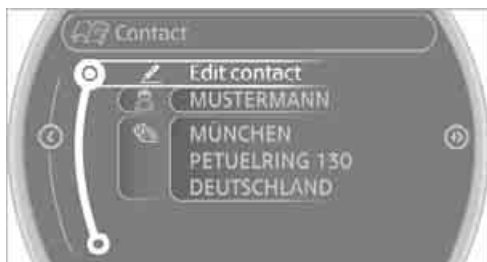 Contact
Edit contact
MUSTERMANN
MÜNCHEN
PETUELRING 130
DEUTSCHLAND